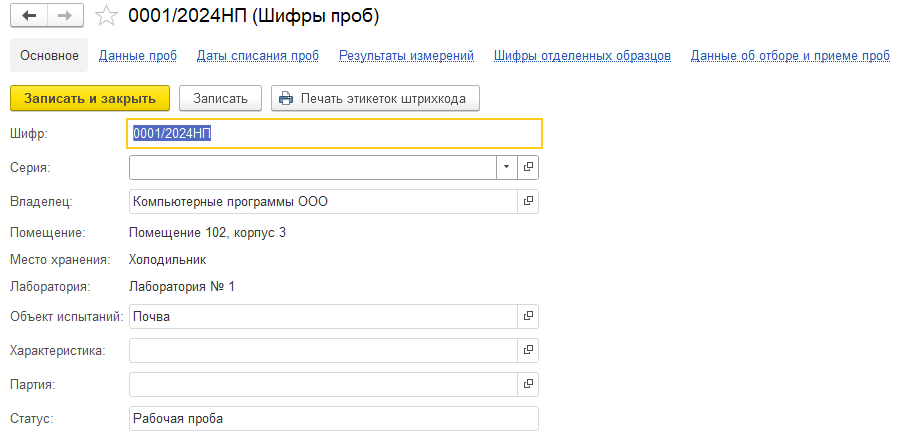 0001/2024НП (Шифры проб)
Основное Данные проб Даты списания проб Результаты измерений Шифры отделенных образцов Данные об отборе и приеме проб
Записать и закрыть Записать Печать этикеток штрихкода
Шифр: 0001/2024НП
Серия:
Владелец: Компьютерные программы ООО
Помещение: Помещение 102, корпус 3
Место хранения: Холодильник
Лаборатория: Лаборатория № 1
Объект испытаний: Почва
Характеристика:
Партия:
Статус: Рабочая проба